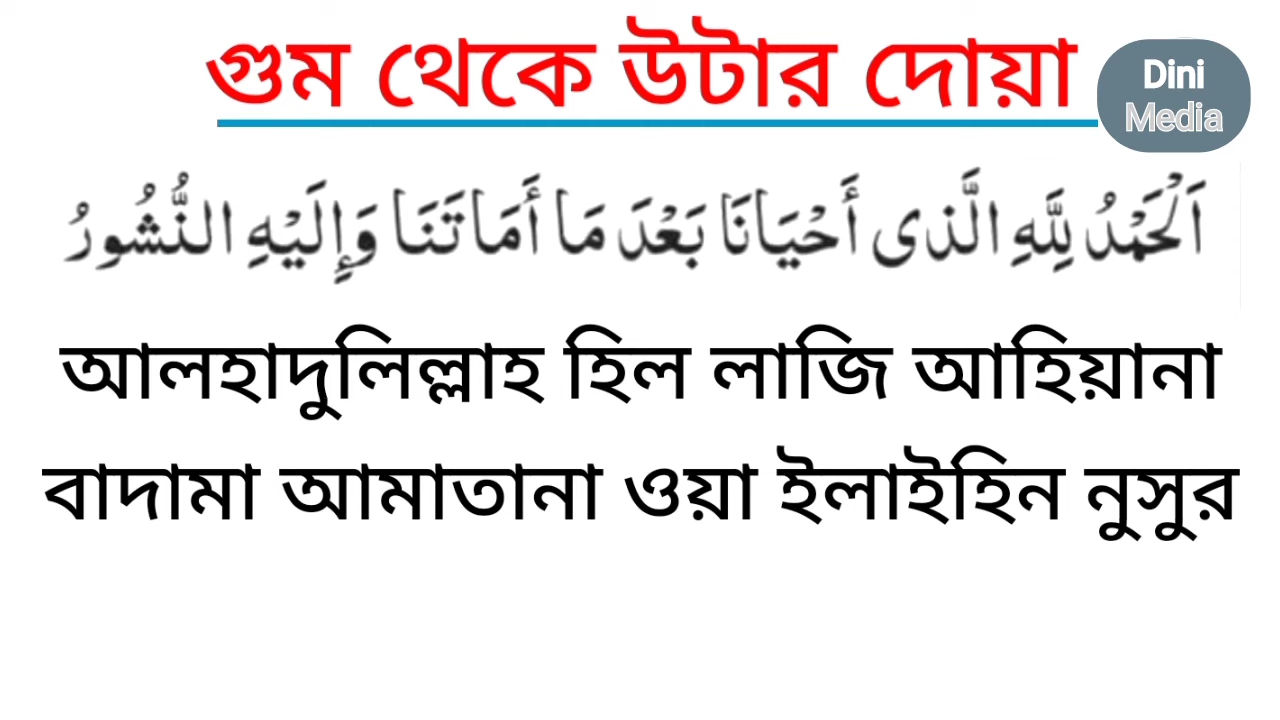 গুম থেকে উটার দোয়া
Dini
Media
اَلْحَمْدُ لِلَّهِ الَّذِى أَحْيَانَا بَعْدَ مَا أَمَاتَنَا وَإِلَيْهِ النُّشُورُ
আলহাদুলিল্লাহ হিল লাজি আহিয়ানা
বাদামা আমাতানা ওয়া ইলাইহিন নুসুর